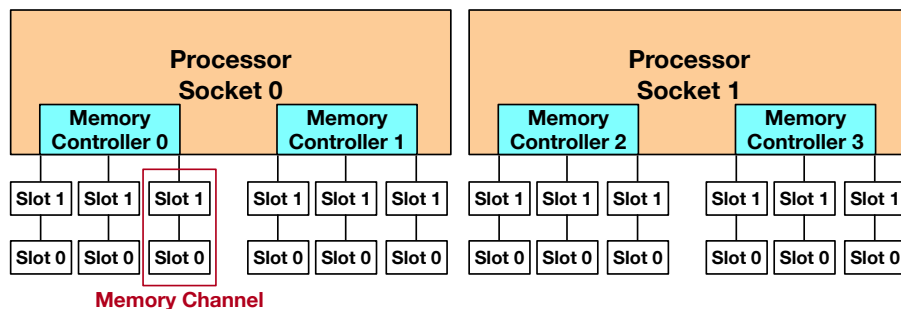 Processor
Socket 0
Processor
Socket 1
Memory
Controller 0
Memory
Controller 1
Memory
Controller 2
Memory
Controller 3
Slot 1 Slot 1 Slot 1 Slot 1 Slot 1 Slot 1 Slot 1 Slot 1 Slot 1 Slot 1 Slot 1 Slot 1
Slot 0 Slot 0 Slot 0 Slot 0 Slot 0 Slot 0 Slot 0 Slot 0 Slot 0 Slot 0 Slot 0 Slot 0
Memory Channel